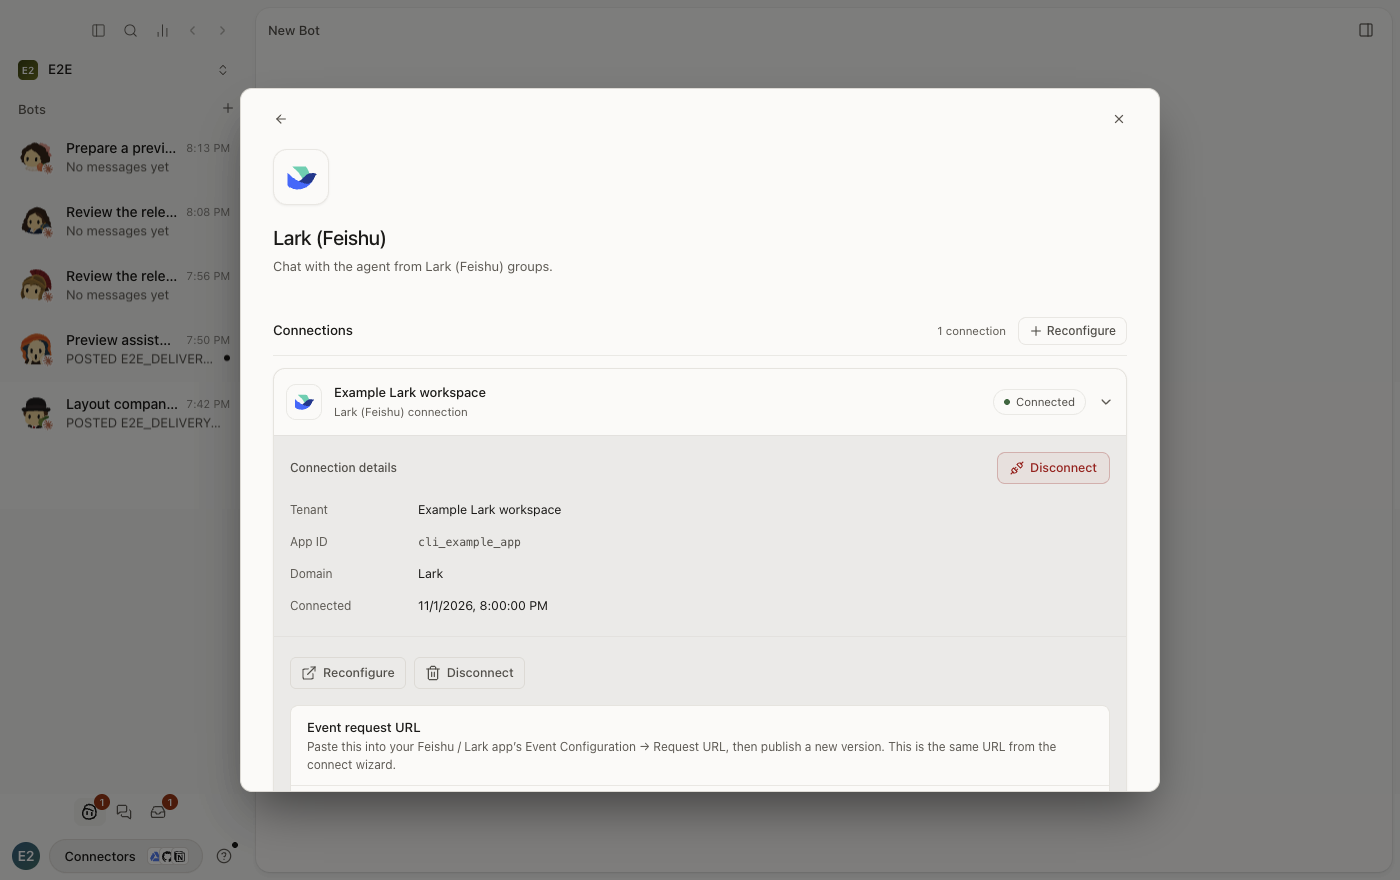 New Bot
E2 E2E
Bots
Prepare a previ... 8:13 PM
No messages yet
Review the rele... 8:08 PM
No messages yet
Review the rele... 7:56 PM
No messages yet
Preview assist... 7:50 PM
POSTED E2E_DELIVER...
Layout compan... 7:42 PM
POSTED E2E_DELIVERY...
1 1
E2 Connectors
Lark (Feishu)
Chat with the agent from Lark (Feishu) groups.
Connections 1 connection Reconfigure
Example Lark workspace
Lark (Feishu) connection
Connected
Connection details Disconnect
Tenant Example Lark workspace
App ID cli_example_app
Domain Lark
Connected 11/1/2026, 8:00:00 PM
Reconfigure Disconnect
Event request URL
Paste this into your Feishu / Lark app's Event Configuration → Request URL, then publish a new version. This is the same URL from the
connect wizard.